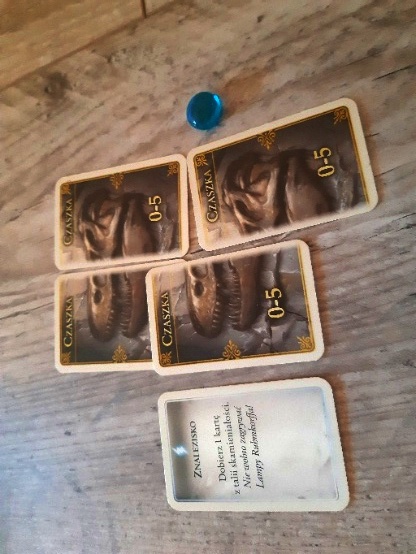 CZASZKA
0-5
CZASZKA
0-5
CZASZKA
CZASZKA
0-5
ZNALEZISKO
Dobierz 1 kartę
z talii skamieniałości.
Nie wolno zagrywać
Lampy Ruhmkorffa!